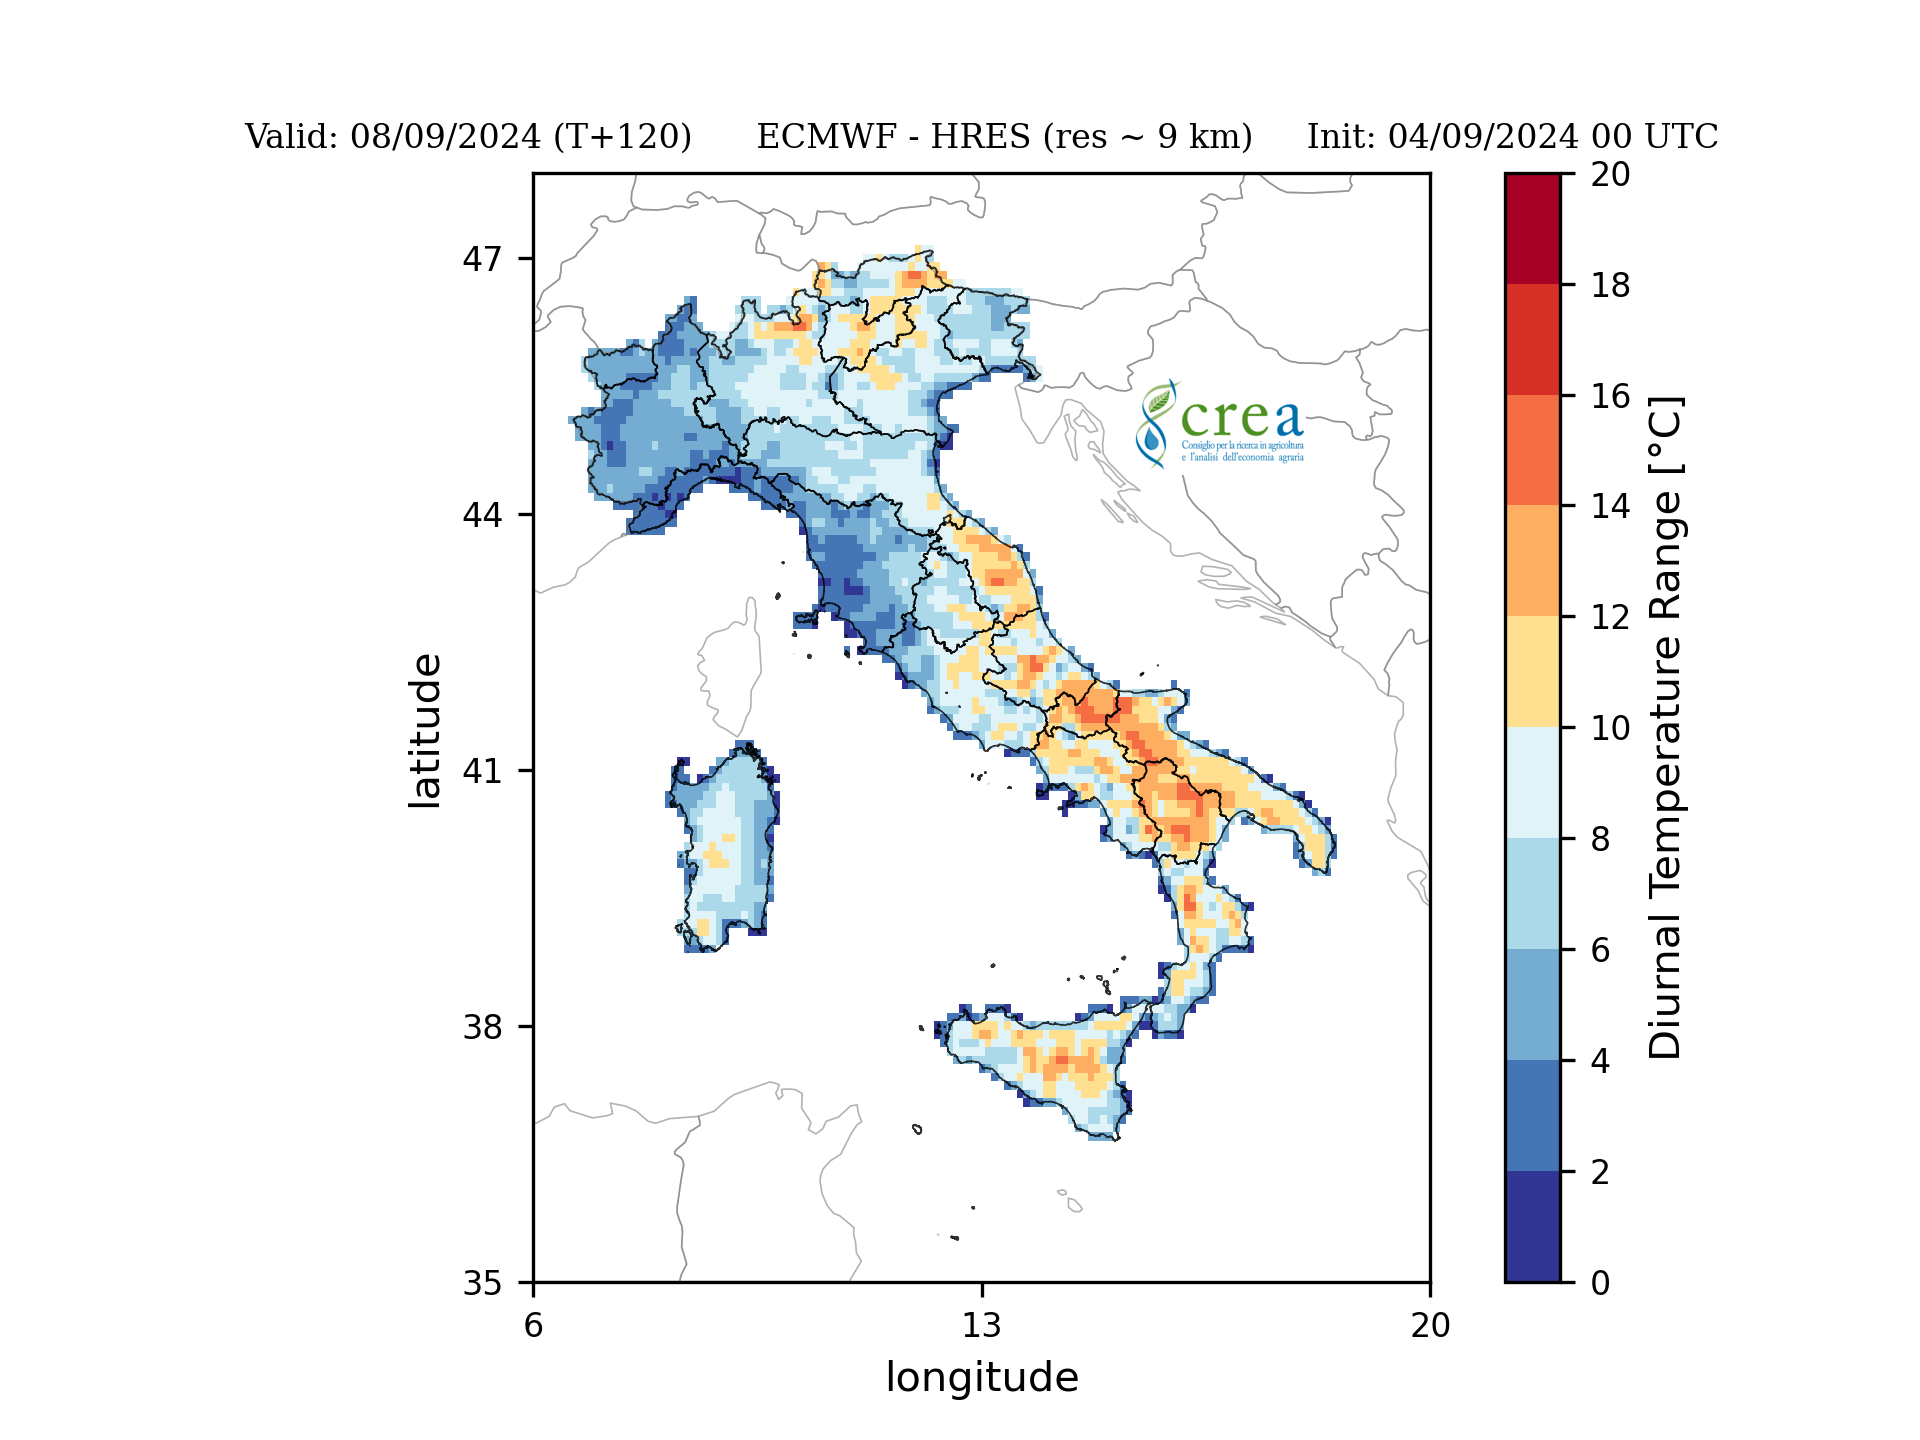 Valid: 08/09/2024 (T+120) ECMWF - HRES (res ~ 9 km) Init: 04/09/2024 00 UTC
20
18
16
14
12
10
8
6
4
2
0
Diurnal Temperature Range [°C]
47
44
41
38
35
latitude
crea
Consiglio per la ricerca in agricoltura
e l'analisi dell'economia agraria
6 13 20
longitude